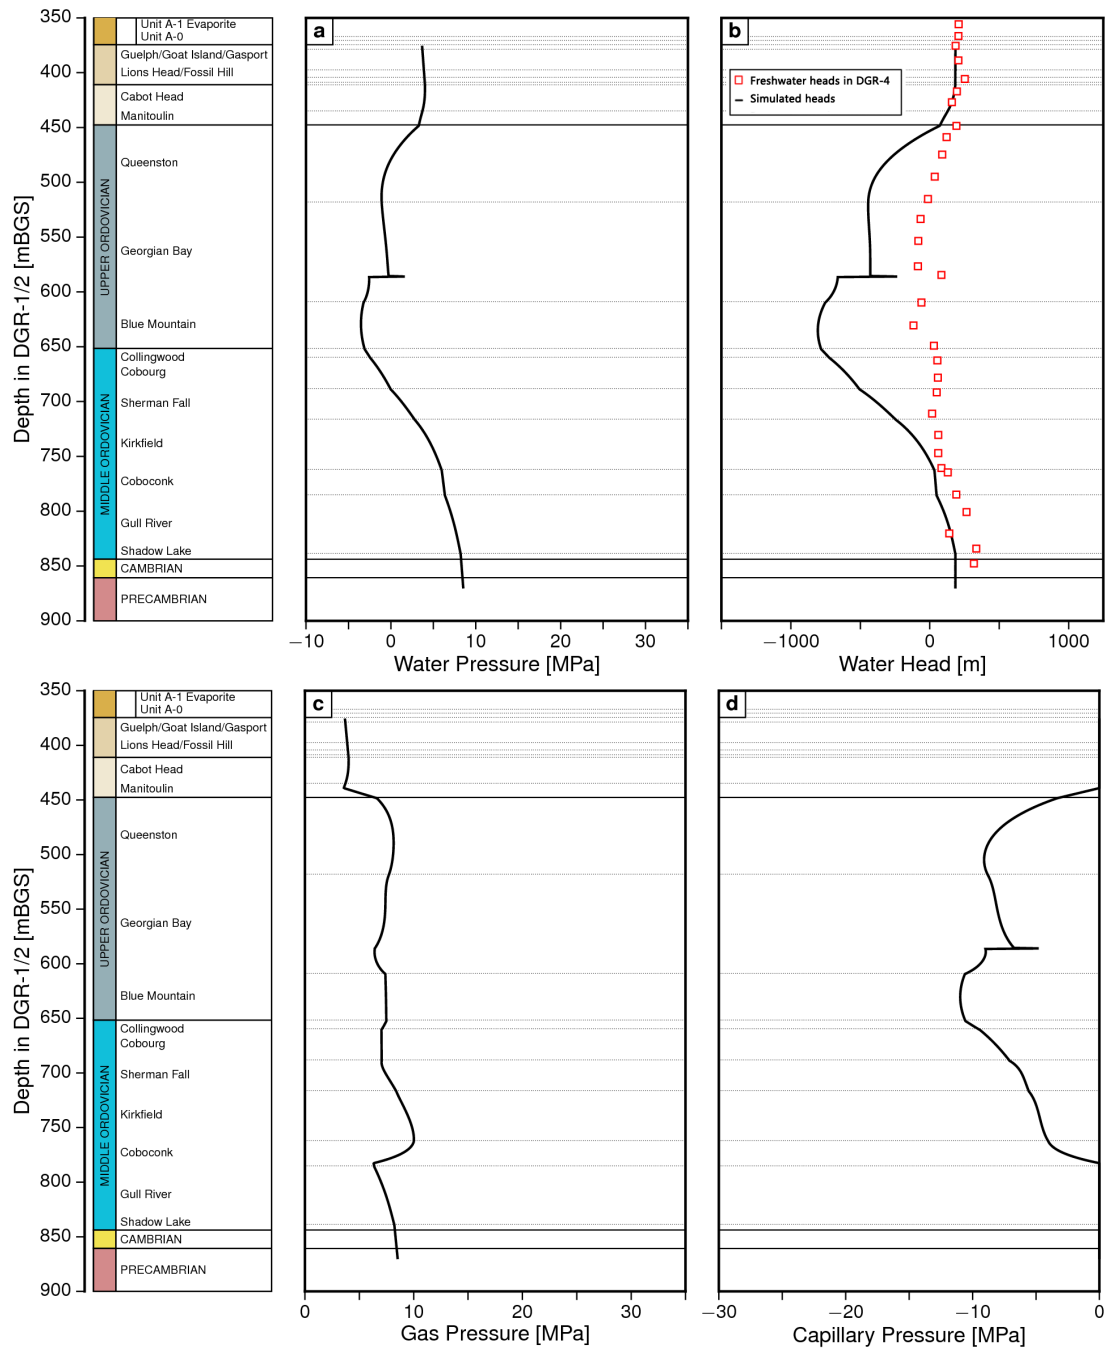 a
b
350
400
450
500
550
600
650
700
750
800
850
900
Depth in DGR-1/2 [mBGS]
Unit A-1 Evaporite
Unit A-0
Guelph/Goat Island/Gasport
Lions Head/Fossil Hill
Cabot Head
Manitoulin
UPPER ORDOVICIAN
Queenston
Georgian Bay
Blue Mountain
MIDDLE ORDOVICIAN
Collingwood
Cobourg
Sherman Fall
Kirkfield
Coboconk
Gull River
Shadow Lake
CAMBRIAN
PRECAMBRIAN
Freshwater heads in DGR-4
Simulated heads
−10 0 10 20 30
Water Pressure [MPa]
−1000 0 1000
Water Head [m]
c
d
350
400
450
500
550
600
650
700
750
800
850
900
Depth in DGR-1/2 [mBGS]
Unit A-1 Evaporite
Unit A-0
Guelph/Goat Island/Gasport
Lions Head/Fossil Hill
Cabot Head
Manitoulin
UPPER ORDOVICIAN
Queenston
Georgian Bay
Blue Mountain
MIDDLE ORDOVICIAN
Collingwood
Cobourg
Sherman Fall
Kirkfield
Coboconk
Gull River
Shadow Lake
CAMBRIAN
PRECAMBRIAN
0 10 20 30
Gas Pressure [MPa]
−30 −20 −10 0
Capillary Pressure [MPa]